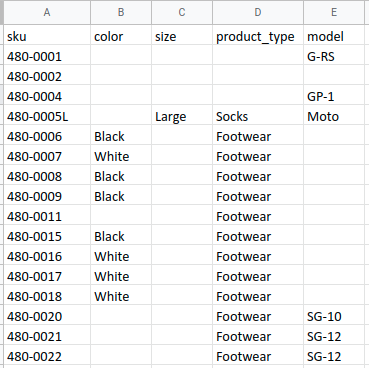 A B C D E
sku color size product_type model
480-0001 G-RS
480-0002
480-0004 GP-1
480-0005L Large Socks Moto
480-0006 Black Footwear
480-0007 White Footwear
480-0008 Black Footwear
480-0009 Black Footwear
480-0011 Footwear
480-0015 Black Footwear
480-0016 White Footwear
480-0017 White Footwear
480-0018 White Footwear
480-0020 Footwear SG-10
480-0021 Footwear SG-12
480-0022 Footwear SG-12